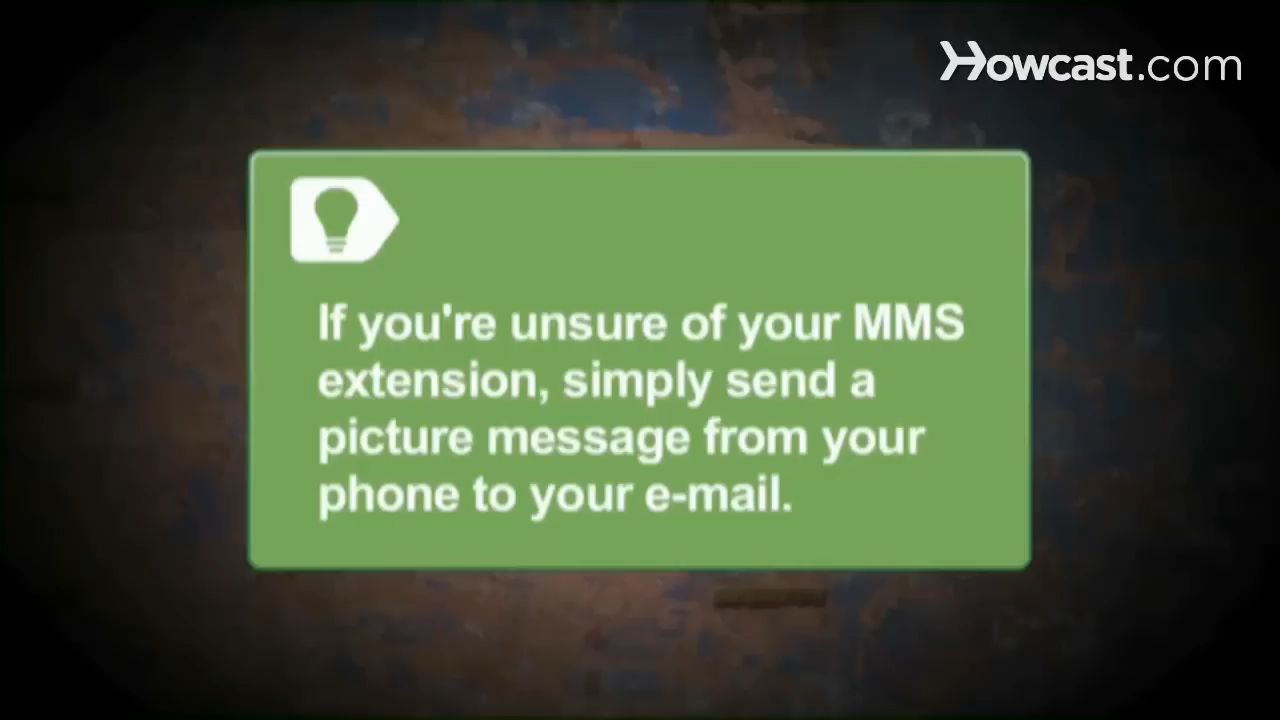 Howcast.com
If you're unsure of your MMS
extension, simply send a
picture message from your
phone to your e-mail.